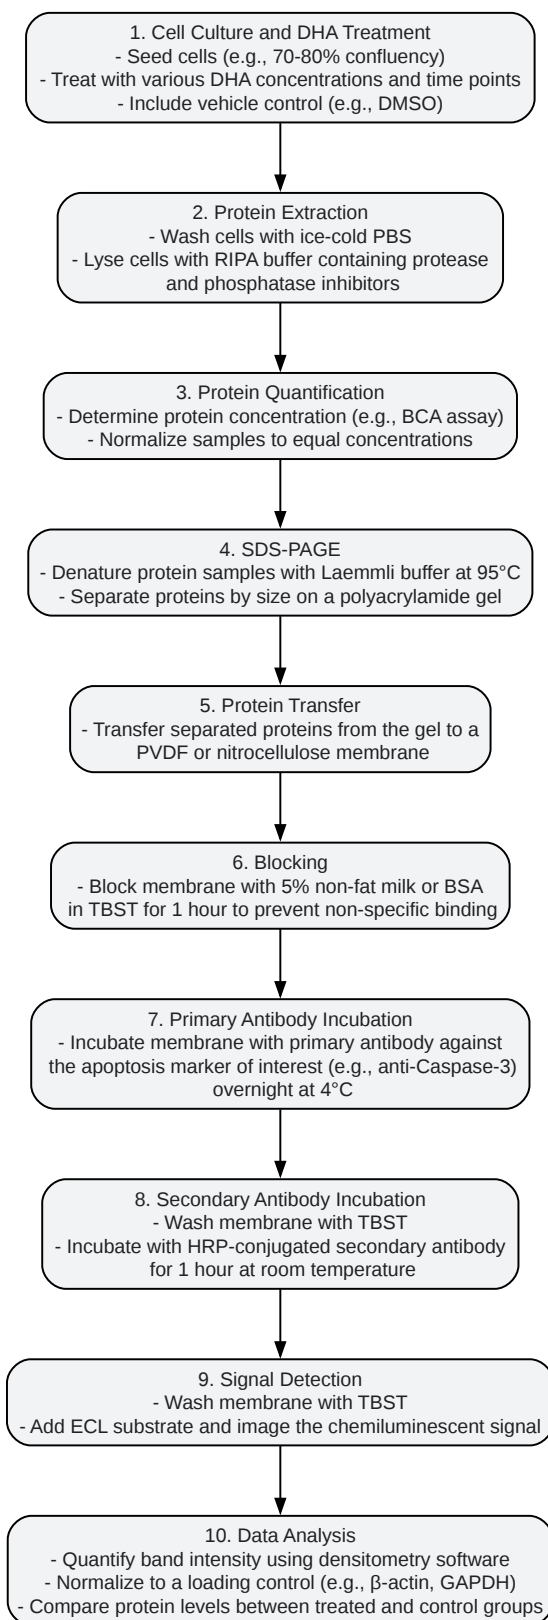 1. Cell Culture and DHA Treatment
- Seed cells (e.g., 70-80% confluency)
- Treat with various DHA concentrations and time points
- Include vehicle control (e.g., DMSO)
2. Protein Extraction
- Wash cells with ice-cold PBS
- Lyse cells with RIPA buffer containing protease
and phosphatase inhibitors
3. Protein Quantification
- Determine protein concentration (e.g., BCA assay)
- Normalize samples to equal concentrations
4. SDS-PAGE
- Denature protein samples with Laemmli buffer at 95°C
- Separate proteins by size on a polyacrylamide gel
5. Protein Transfer
- Transfer separated proteins from the gel to a
PVDF or nitrocellulose membrane
6. Blocking
- Block membrane with 5% non-fat milk or BSA
in TBST for 1 hour to prevent non-specific binding
7. Primary Antibody Incubation
- Incubate membrane with primary antibody against
the apoptosis marker of interest (e.g., anti-Caspase-3)
overnight at 4°C
8. Secondary Antibody Incubation
- Wash membrane with TBST
- Incubate with HRP-conjugated secondary antibody
for 1 hour at room temperature
9. Signal Detection
- Wash membrane with TBST
- Add ECL substrate and image the chemiluminescent signal
10. Data Analysis
- Quantify band intensity using densitometry software
- Normalize to a loading control (e.g., β-actin, GAPDH)
- Compare protein levels between treated and control groups